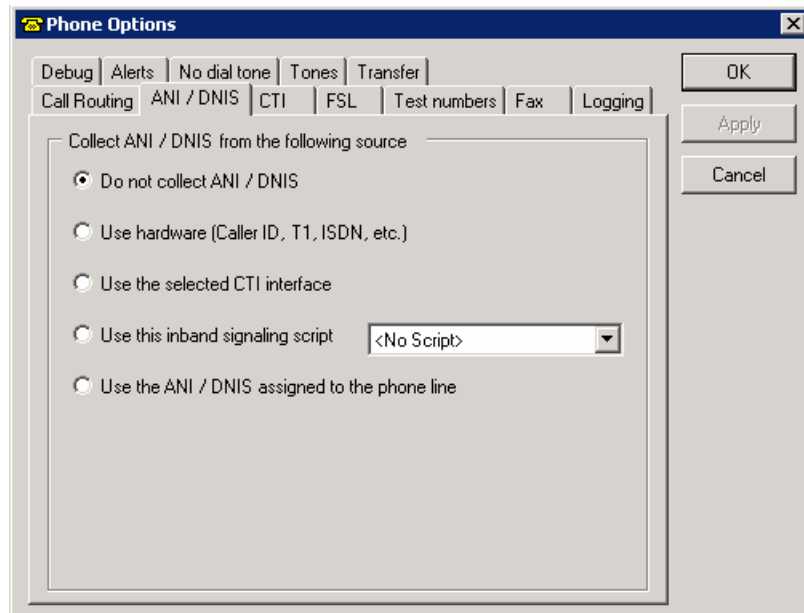 Phone Options
Debug Alerts No dial tone Tones Transfer
Call Routing ANI / DNIS CTI FSL Test numbers Fax Logging
Collect ANI / DNIS from the following source
Do not collect ANI / DNIS
Use hardware (Caller ID, T1, ISDN, etc.)
Use the selected CTI interface
Use this inband signaling script <No Script>
Use the ANI / DNIS assigned to the phone line
OK
Apply
Cancel